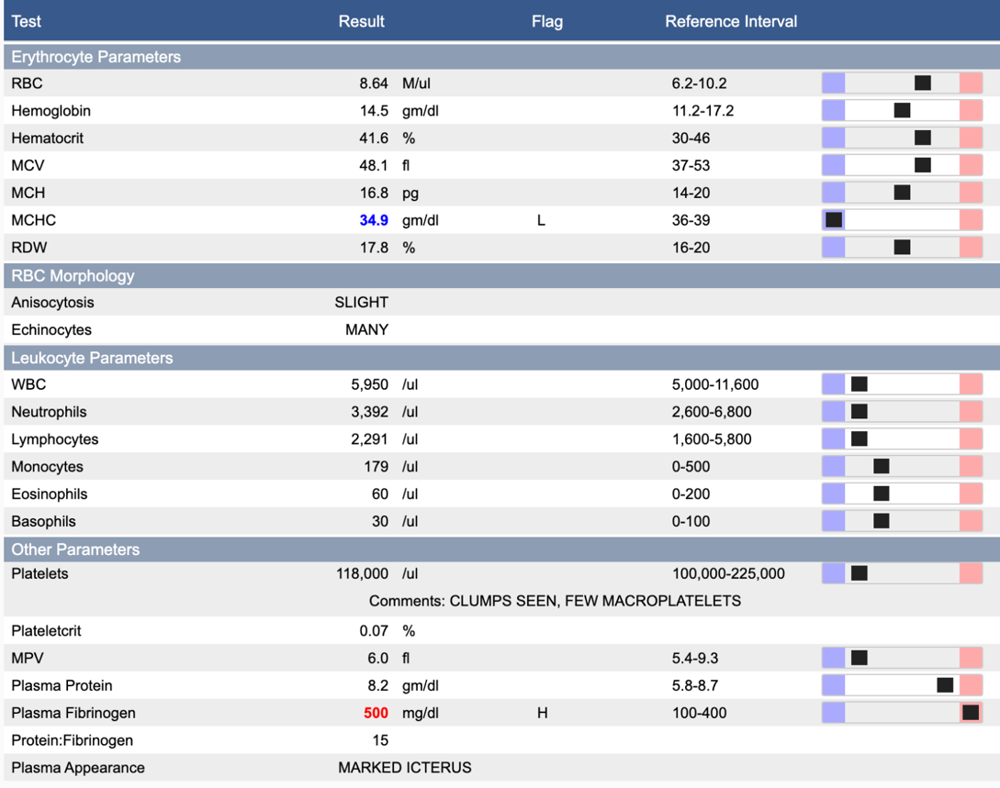 Test Result Flag Reference Interval
Erythrocyte Parameters
RBC 8.64 M/ul 6.2-10.2
Hemoglobin 14.5 gm/dl 11.2-17.2
Hematocrit 41.6 % 30-46
MCV 48.1 fl 37-53
MCH 16.8 pg 14-20
MCHC 34.9 gm/dl L 36-39
RDW 17.8 % 16-20
RBC Morphology
Anisocytosis SLIGHT
Echinocytes MANY
Leukocyte Parameters
WBC 5,950 /ul 5,000-11,600
Neutrophils 3,392 /ul 2,600-6,800
Lymphocytes 2,291 /ul 1,600-5,800
Monocytes 179 /ul 0-500
Eosinophils 60 /ul 0-200
Basophils 30 /ul 0-100
Other Parameters
Platelets 118,000 /ul 100,000-225,000
Comments: CLUMPS SEEN, FEW MACROPLATELETS
Plateletcrit 0.07 %
MPV 6.0 fl 5.4-9.3
Plasma Protein 8.2 gm/dl 5.8-8.7
Plasma Fibrinogen 500 mg/dl H 100-400
Protein:Fibrinogen 15
Plasma Appearance MARKED ICTERUS